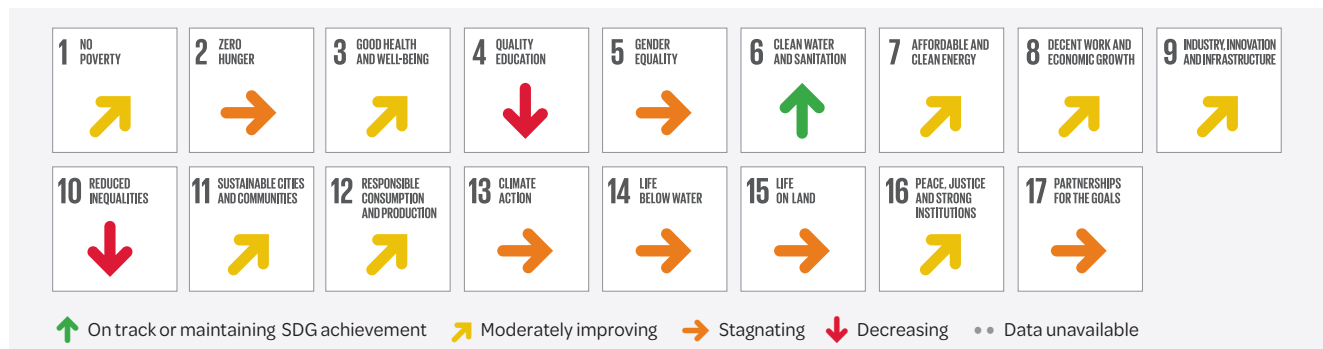 1 NO
POVERTY
2 ZERO
HUNGER
3 GOOD HEALTH
AND WELL-BEING
4 QUALITY
EDUCATION
5 GENDER
EQUALITY
6 CLEAN WATER
AND SANITATION
7 AFFORDABLE AND
CLEAN ENERGY
8 DECENT WORK AND
ECONOMIC GROWTH
9 INDUSTRY, INNOVATION
AND INFRASTRUCTURE
10 REDUCED
INEQUALITIES
11 SUSTAINABLE CITIES
AND COMMUNITIES
12 RESPONSIBLE
CONSUMPTION
AND PRODUCTION
13 CLIMATE
ACTION
14 LIFE
BELOW WATER
15 LIFE
ON LAND
16 PEACE, JUSTICE
AND STRONG
INSTITUTIONS
17 PARTNERSHIPS
FOR THE GOALS
On track or maintaining SDG achievement
Moderately improving
Stagnating
Decreasing
Data unavailable